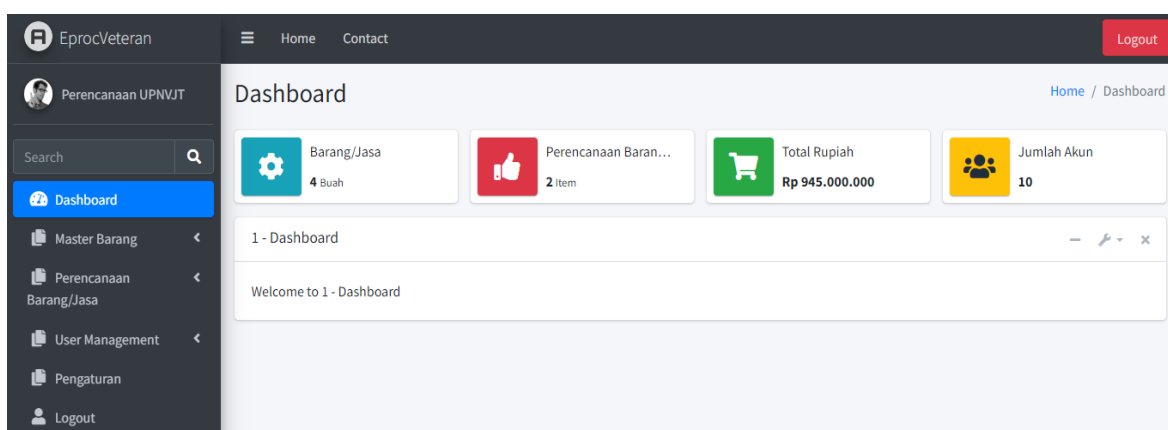 EprocVeteran
Home Contact
Logout
Perencanaan UPNVJT
Search
Dashboard
Master Barang
Perencanaan
Barang/Jasa
User Management
Pengaturan
Logout
Dashboard
Home / Dashboard
Barang/Jasa
4 Buah
Perencanaan Baran...
2 Item
Total Rupiah
Rp 945.000.000
Jumlah Akun
10
1 - Dashboard
Welcome to 1 - Dashboard